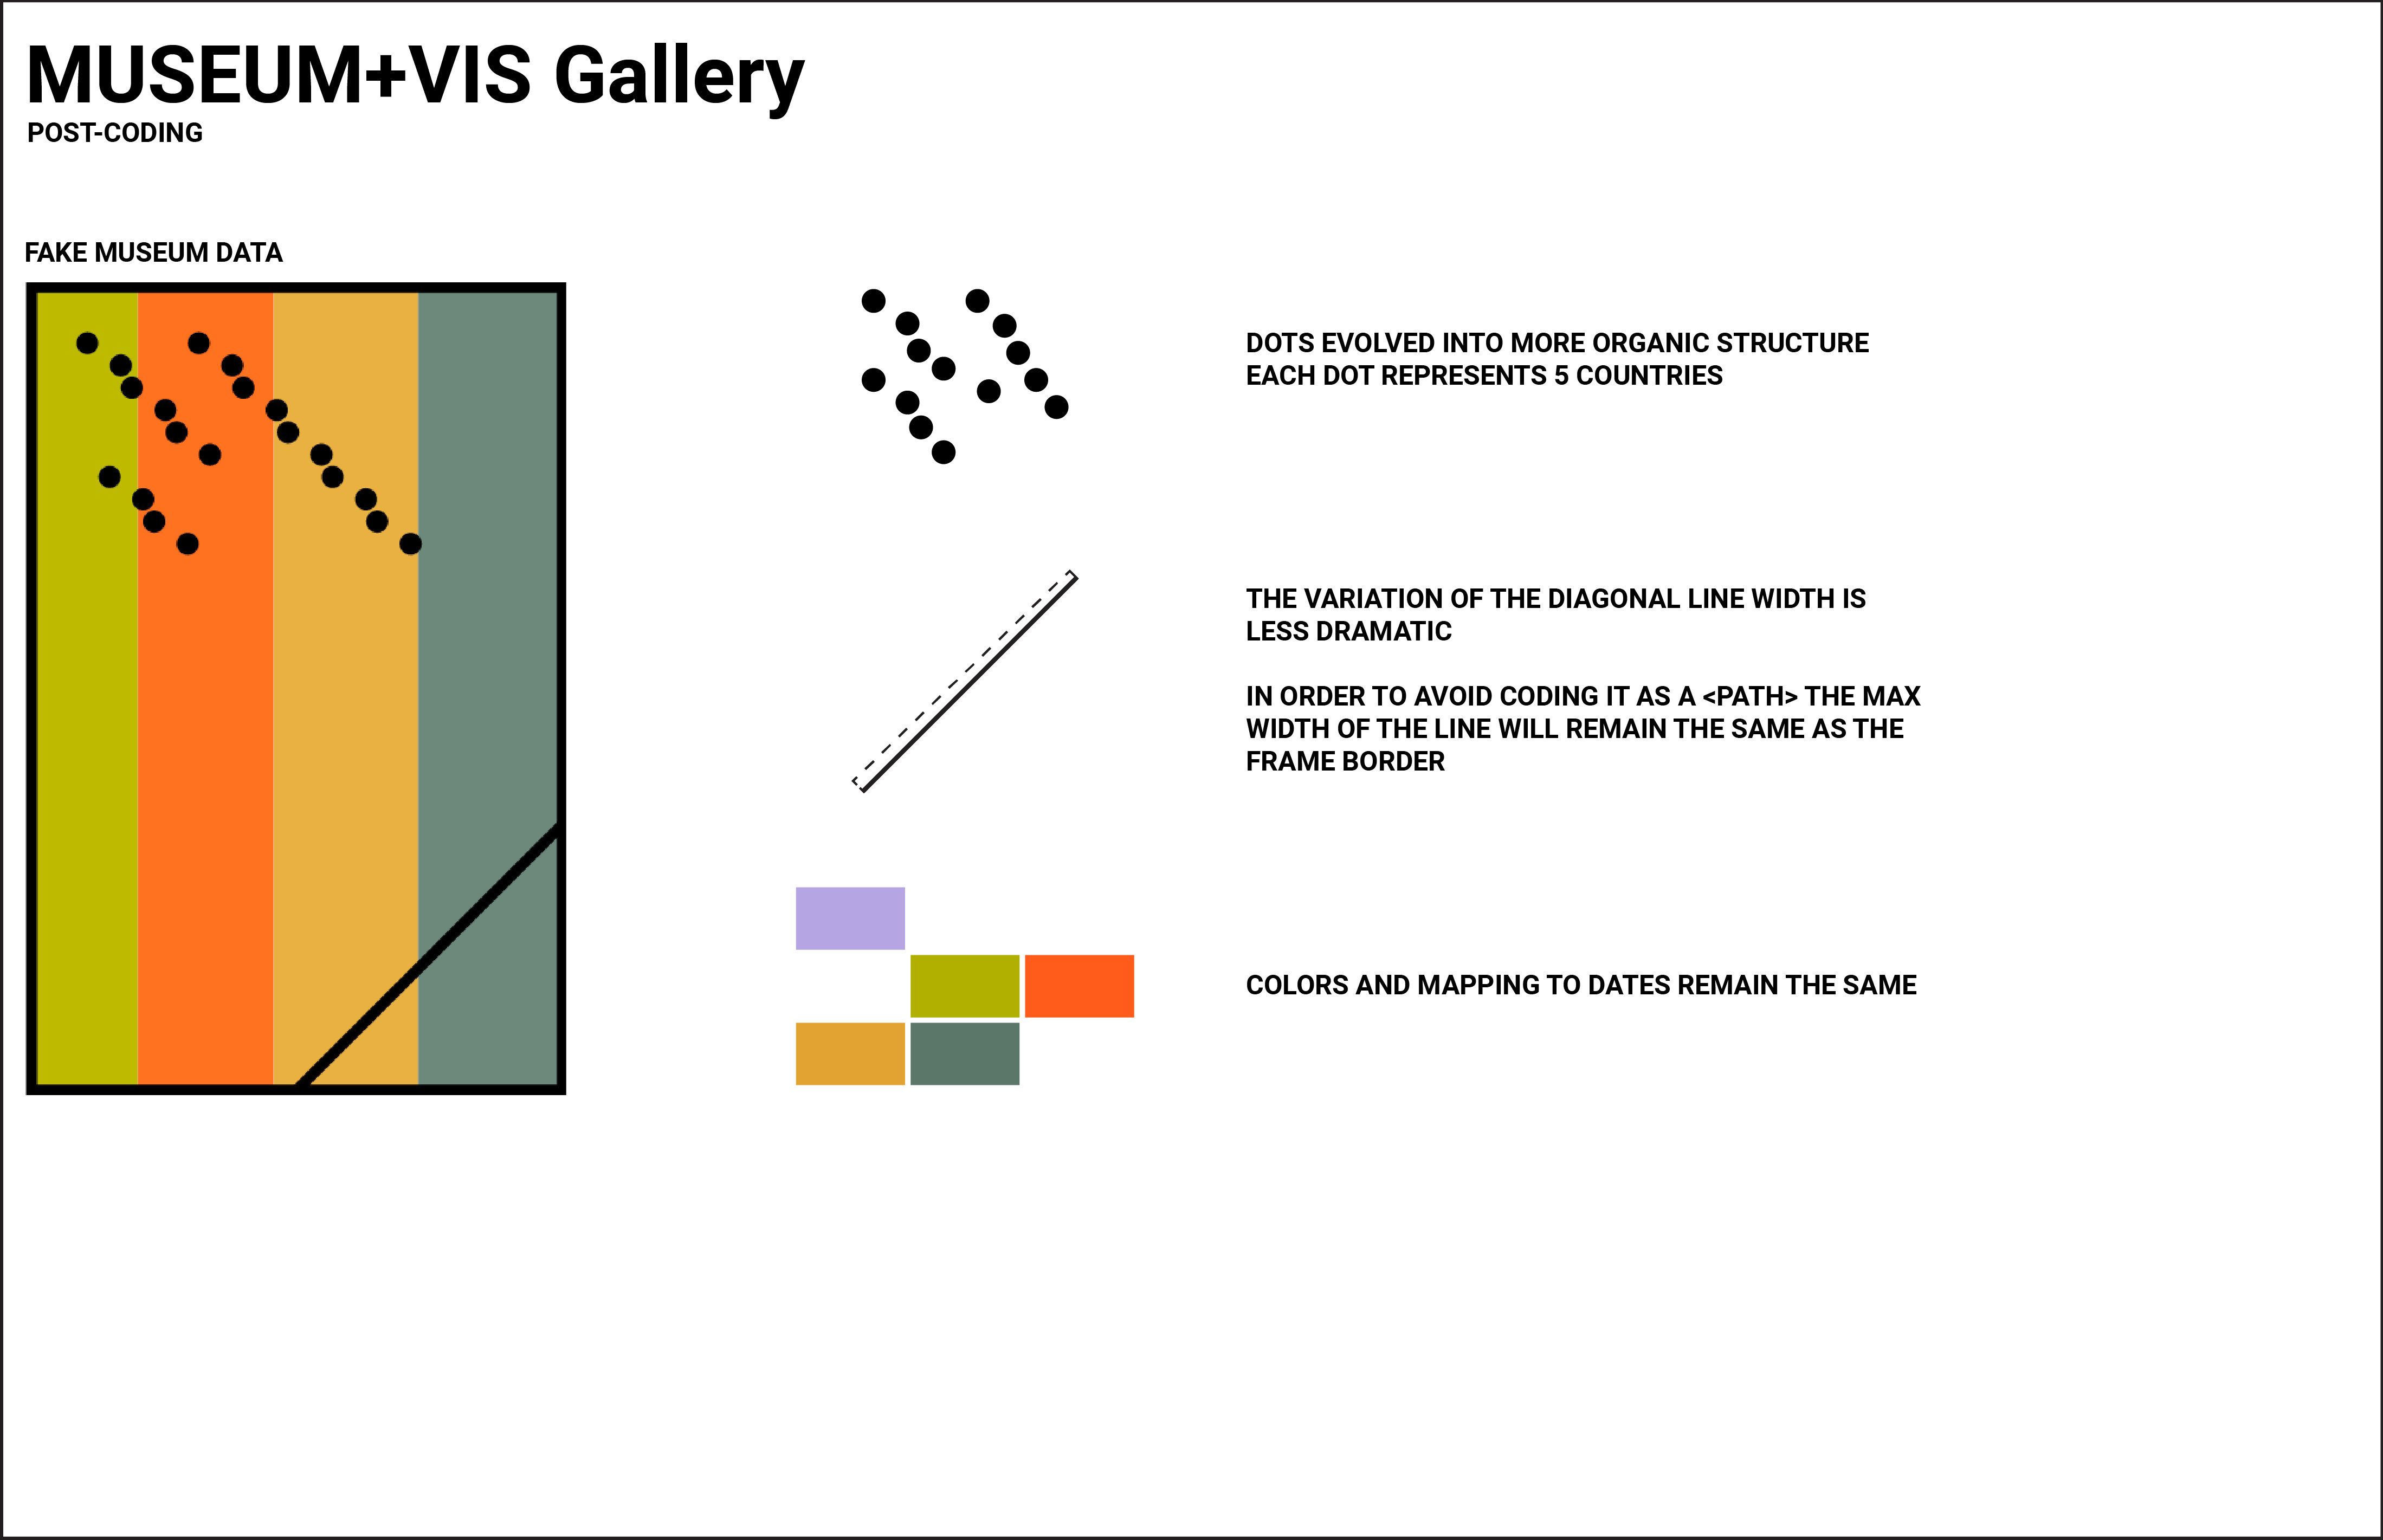 MUSEUM+VIS Gallery
POST-CODING
FAKE MUSEUM DATA
DOTS EVOLVED INTO MORE ORGANIC STRUCTURE
EACH DOT REPRESENTS 5 COUNTRIES
THE VARIATION OF THE DIAGONAL LINE WIDTH IS
LESS DRAMATIC
IN ORDER TO AVOID CODING IT AS A <PATH> THE MAX
WIDTH OF THE LINE WILL REMAIN THE SAME AS THE
FRAME BORDER
COLORS AND MAPPING TO DATES REMAIN THE SAME